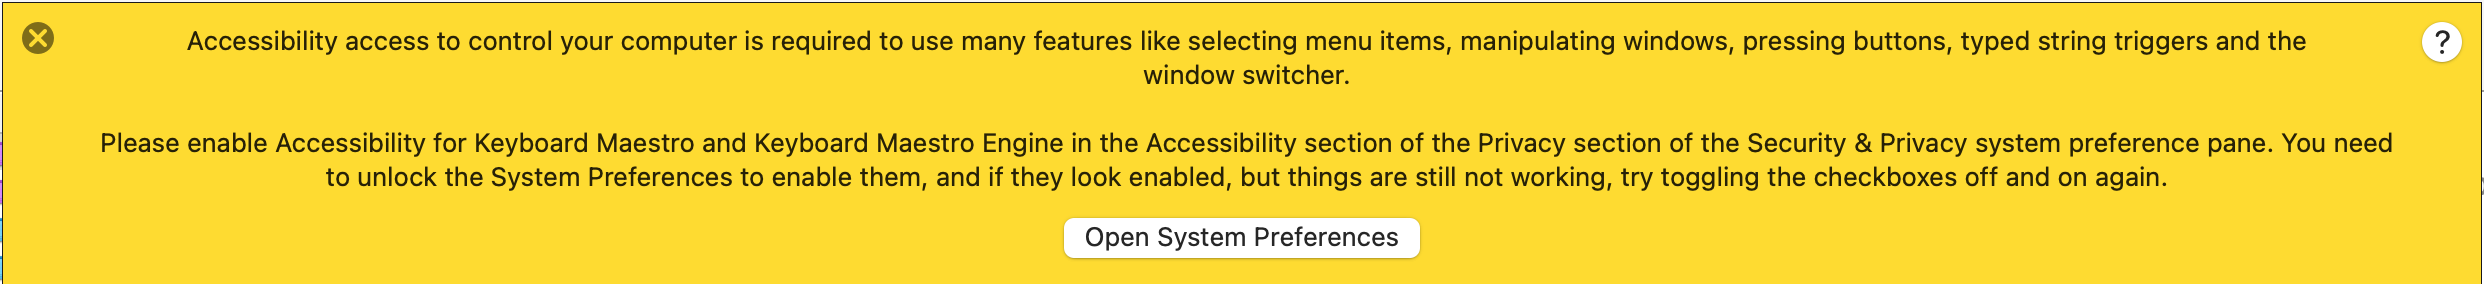 Accessibility access to control your computer is required to use many features like selecting menu items, manipulating windows, pressing buttons, typed string triggers and the
window switcher.
Please enable Accessibility for Keyboard Maestro and Keyboard Maestro Engine in the Accessibility section of the Privacy section of the Security & Privacy system preference pane. You need
to unlock the System Preferences to enable them, and if they look enabled, but things are still not working, try toggling the checkboxes off and on again.
Open System Preferences
?